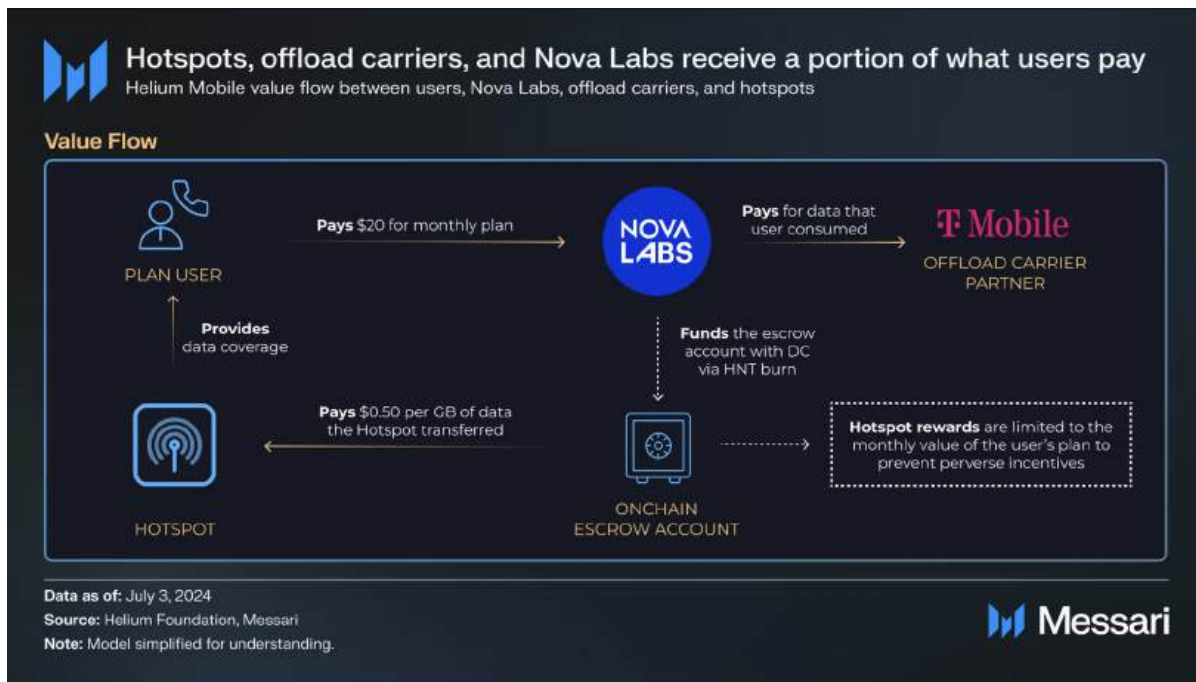 Hotspots, offload carriers, and Nova Labs receive a portion of what users pay
Helium Mobile value flow between users, Nova Labs, offload carriers, and hotspots
Value Flow
PLAN USER
Pays $20 for monthly plan
NOVA
LABS
Pays for data that
user consumed
T Mobile
OFFLOAD CARRIER
PARTNER
Provides
data coverage
Funds the escrow
account with DC
via HNT burn
HOTSPOT
Pays $0.50 per GB of data
the Hotspot transferred
ONCHAIN
ESCROW ACCOUNT
Hotspot rewards are limited to the
monthly value of the user's plan to
prevent perverse incentives
Data as of: July 3, 2024
Source: Helium Foundation, Messari
Note: Model simplified for understanding.
Messari